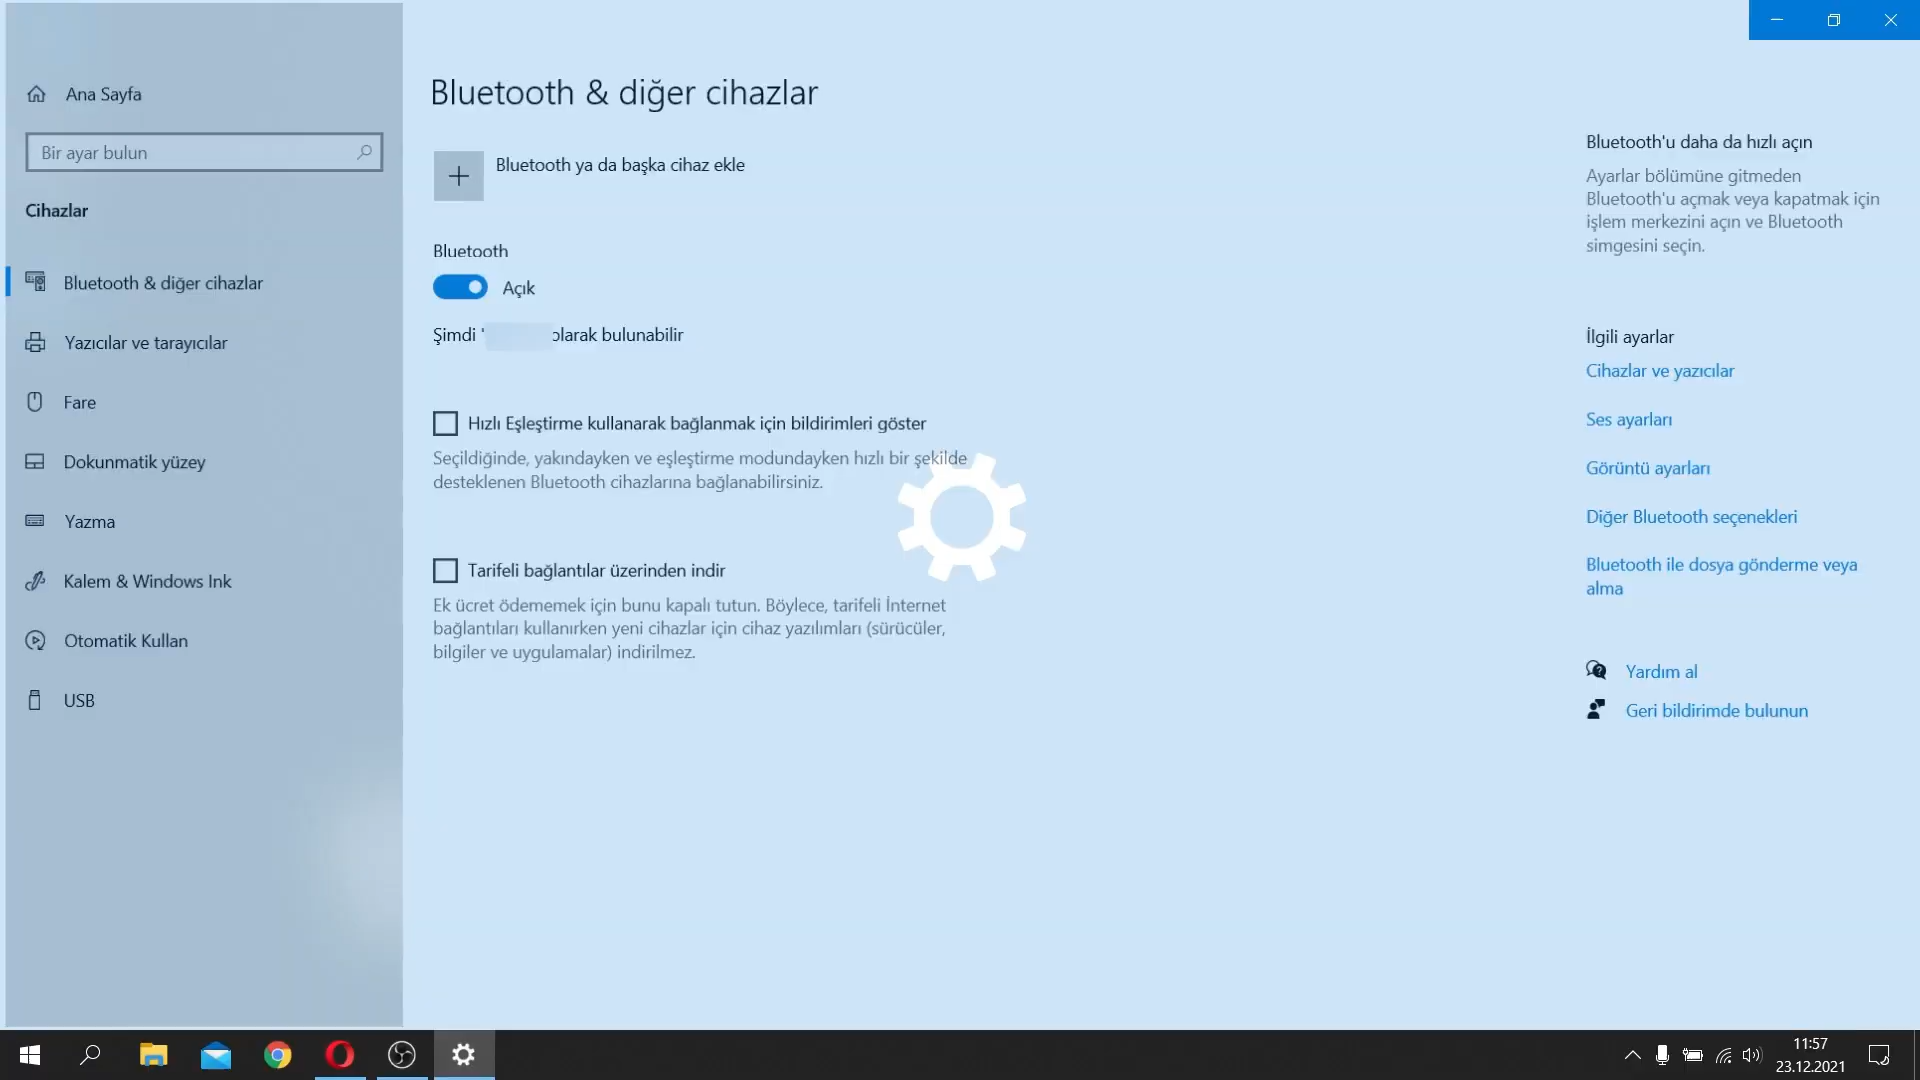 Ana Sayfa
Bir ayar bulun
Cihazlar
Bluetooth & diğer cihazlar
Yazıcılar ve tarayıcılar
Fare
Dokunmatik yüzey
Yazma
Kalem & Windows Ink
Otomatik Kullan
USB
Bluetooth & diğer cihazlar
Bluetooth ya da başka cihaz ekle
Bluetooth
Açık
Şimdi ' olarak bulunabilir
Hızlı Eşleştirme kullanarak bağlanmak için bildirimleri göster
Seçildiğinde, yakındayken ve eşleştirme modundayken hızlı bir şekilde
desteklenen Bluetooth cihazlarına bağlanabilirsiniz.
Tarifeli bağlantılar üzerinden indir
Ek ücret ödememek için bunu kapalı tutun. Böylece, tarifeli İnternet
bağlantıları kullanırken yeni cihazlar için cihaz yazılımları (sürücüler,
bilgiler ve uygulamalar) indirilmez.
Bluetooth'u daha da hızlı açın
Ayarlar bölümüne gitmeden
Bluetooth'u açmak veya kapatmak için
işlem merkezini açın ve Bluetooth
simgesini seçin.
İlgili ayarlar
Cihazlar ve yazıcılar
Ses ayarları
Görüntü ayarları
Diğer Bluetooth seçenekleri
Bluetooth ile dosya gönderme veya
alma
Yardım al
Geri bildirimde bulunun
11:57
23.12.2021